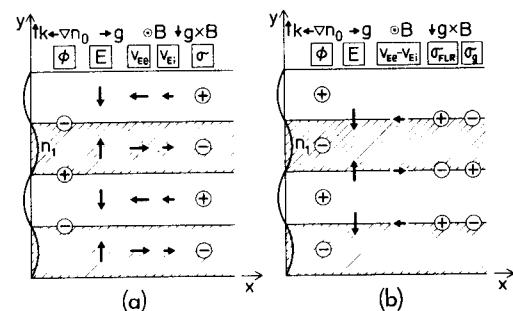 y ↑k ←∇n₀ →g ⊙B ↓g×B
ϕ E V_Ee V_Ei σ
⊕
⊖
n₁ ⊖
⊕
⊕
⊖
⊖
x
(a)
y ↑k ←∇n₀ →g ⊙B ↓g×B
ϕ E V_Ee-V_Ei σ_FLR σ_g
⊕
⊕ ⊖
n₁ ⊖
⊖ ⊕
⊕
⊕ ⊖
⊖
x
(b)